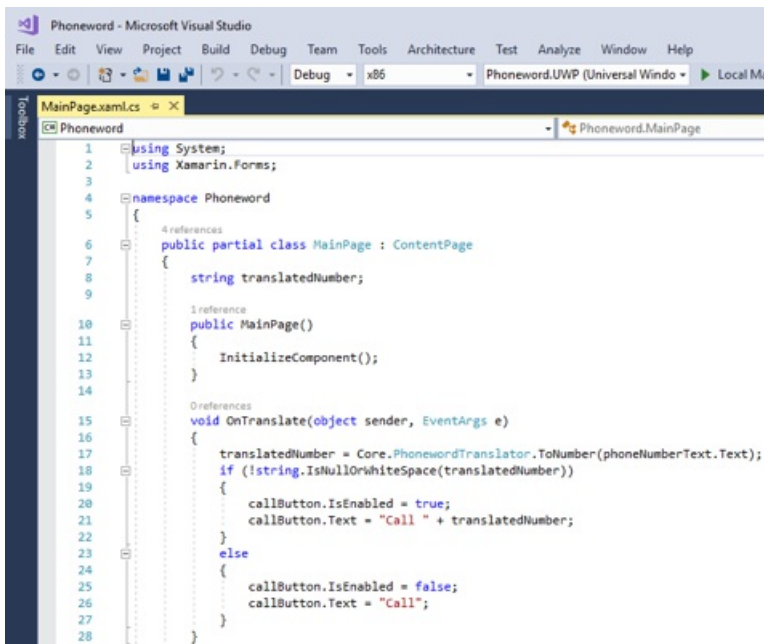 Phoneword - Microsoft Visual Studio
File Edit View Project Build Debug Team Tools Architecture Test Analyze Window Help
Debug x86 Phoneword.UWP (Universal Windo Local Ma
Toolbox
MainPage.xaml.cs
C# Phoneword Phoneword.MainPage
1 using System;
2 using Xamarin.Forms;
3
4 namespace Phoneword
5 {
4 references
6 public partial class MainPage : ContentPage
7 {
8 string translatedNumber;
9
1 reference
10 public MainPage()
11 {
12 InitializeComponent();
13 }
14
0 references
15 void OnTranslate(object sender, EventArgs e)
16 {
17 translatedNumber = Core.PhonewordTranslator.ToNumber(phoneNumberText.Text);
18 if (!string.IsNullOrWhiteSpace(translatedNumber))
19 {
20 callButton.IsEnabled = true;
21 callButton.Text = "Call " + translatedNumber;
22 }
23 else
24 {
25 callButton.IsEnabled = false;
26 callButton.Text = "Call";
27 }
28 }